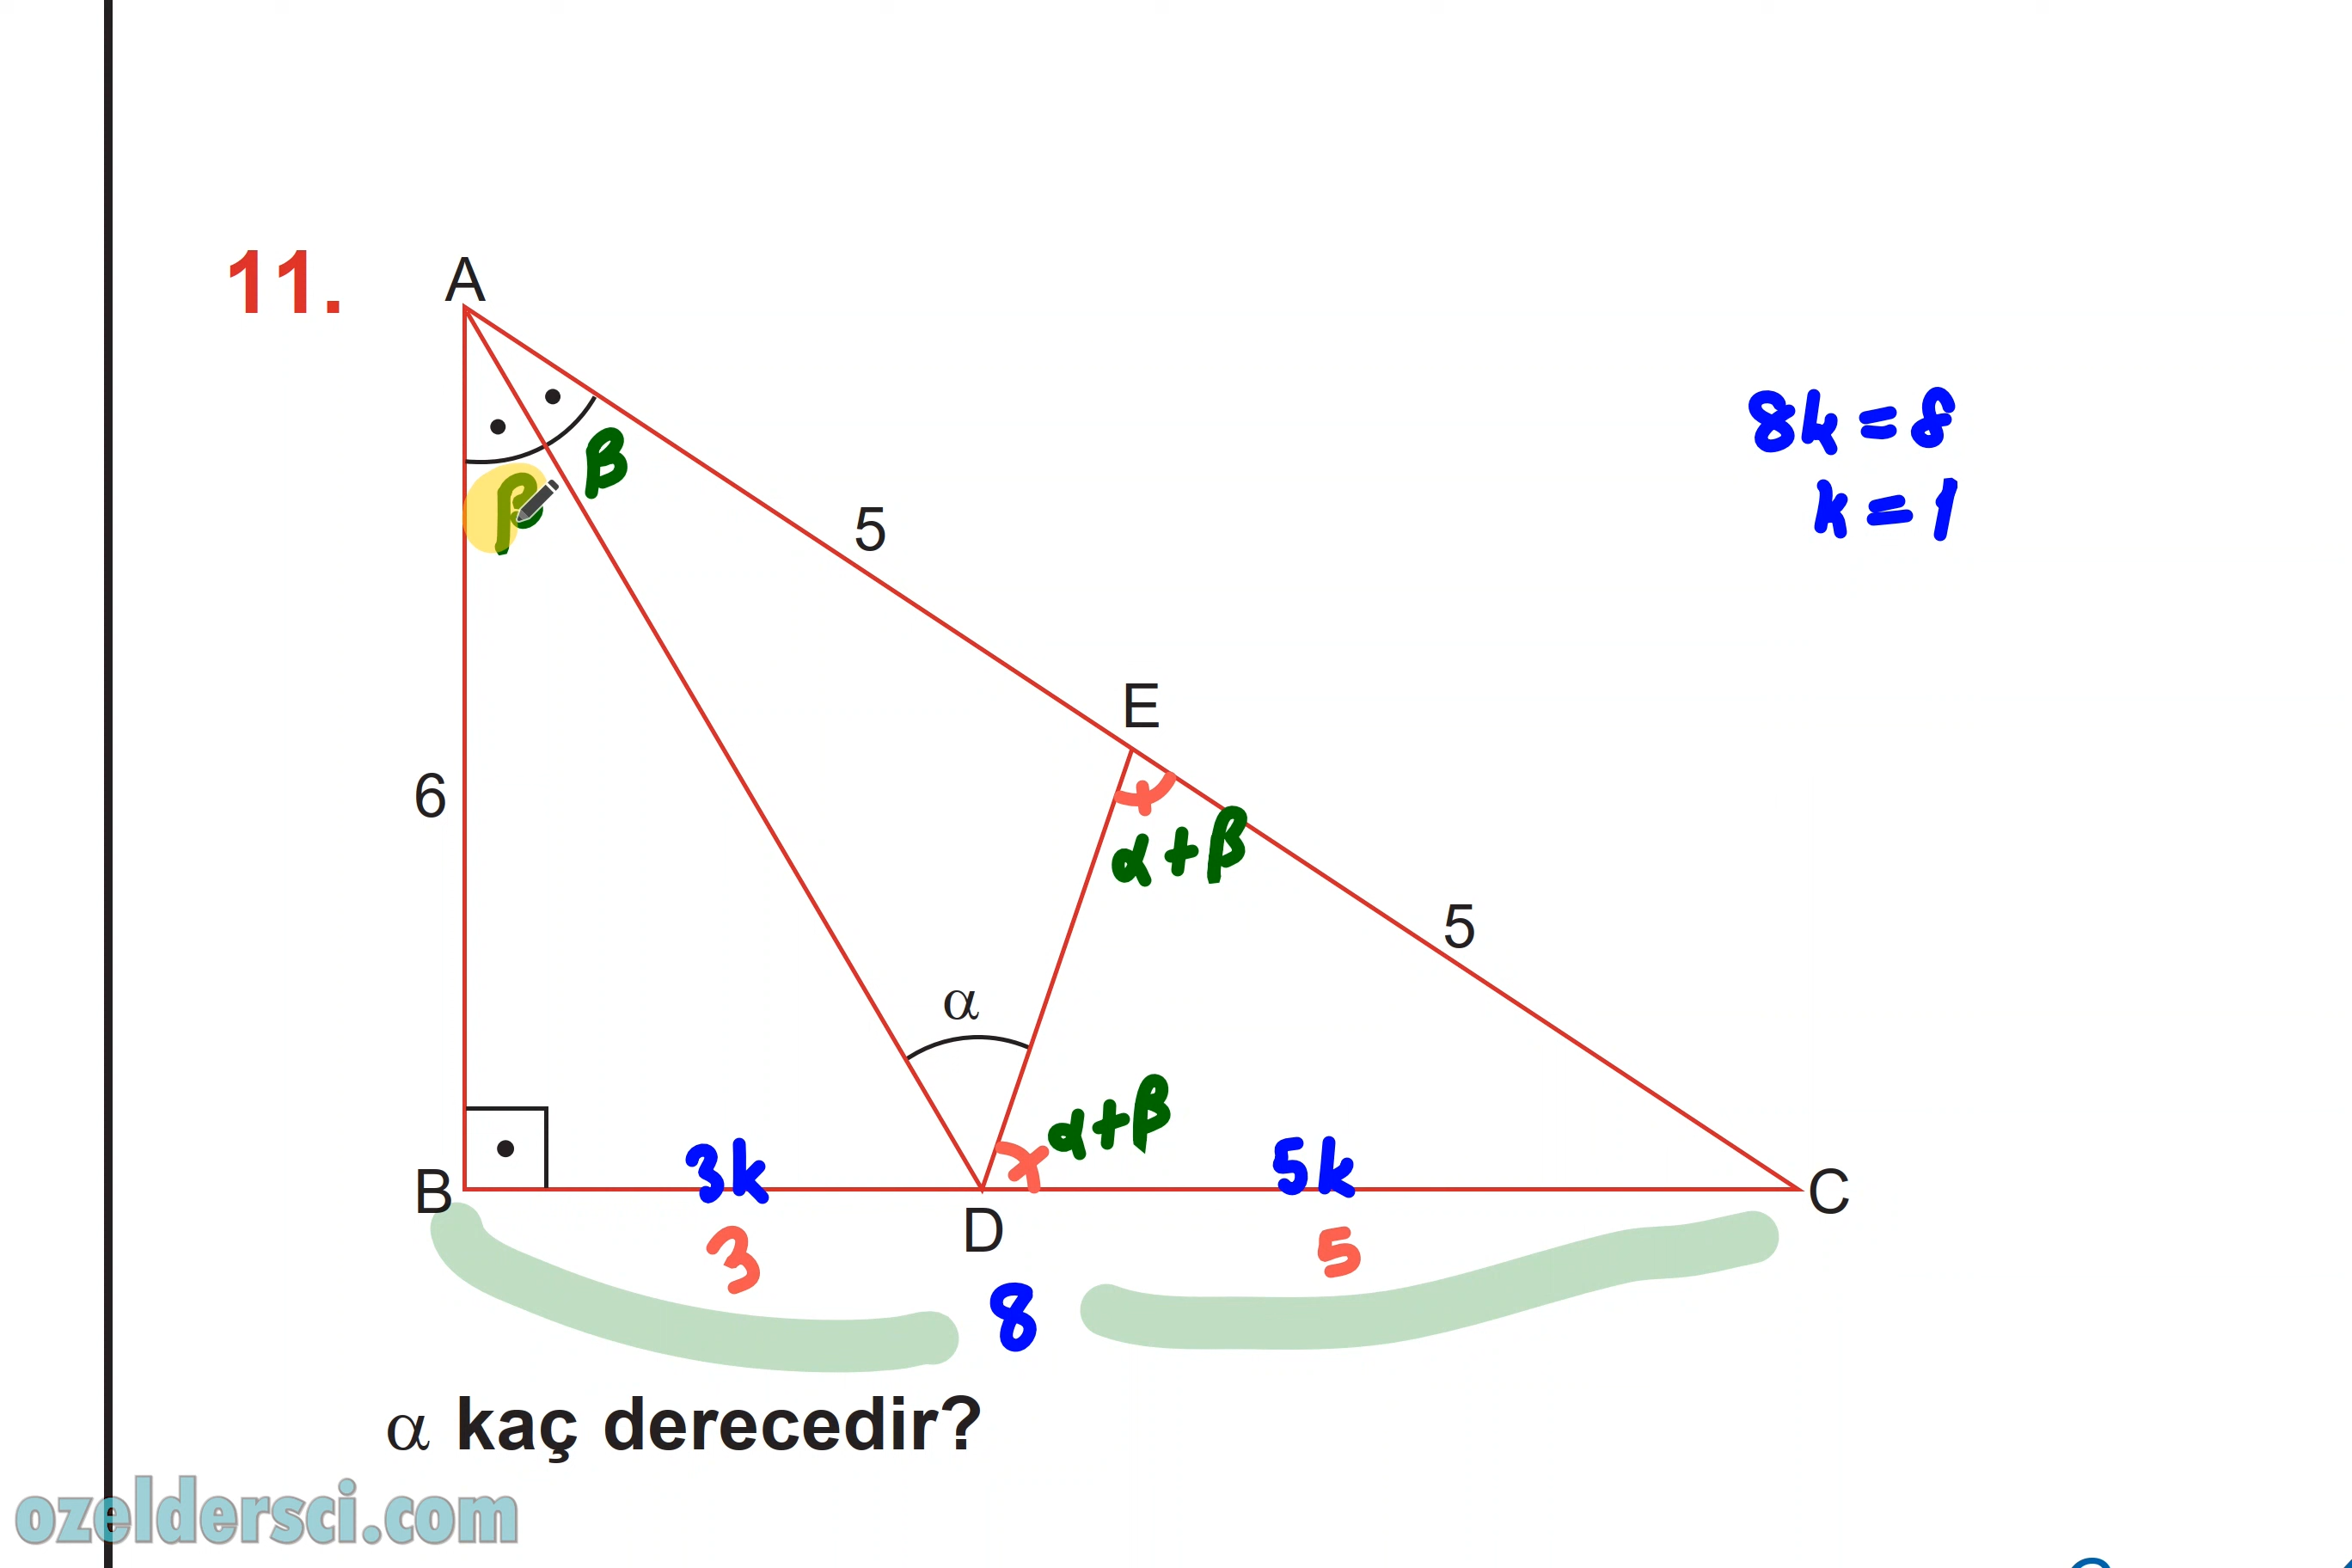 11.
A
8k=8
β
β
5
k=1
E
6
α+β
5
α
α+β
3k
5k
B
C
D
3
5
8
α kaç derecedir?
ozeldersci.com